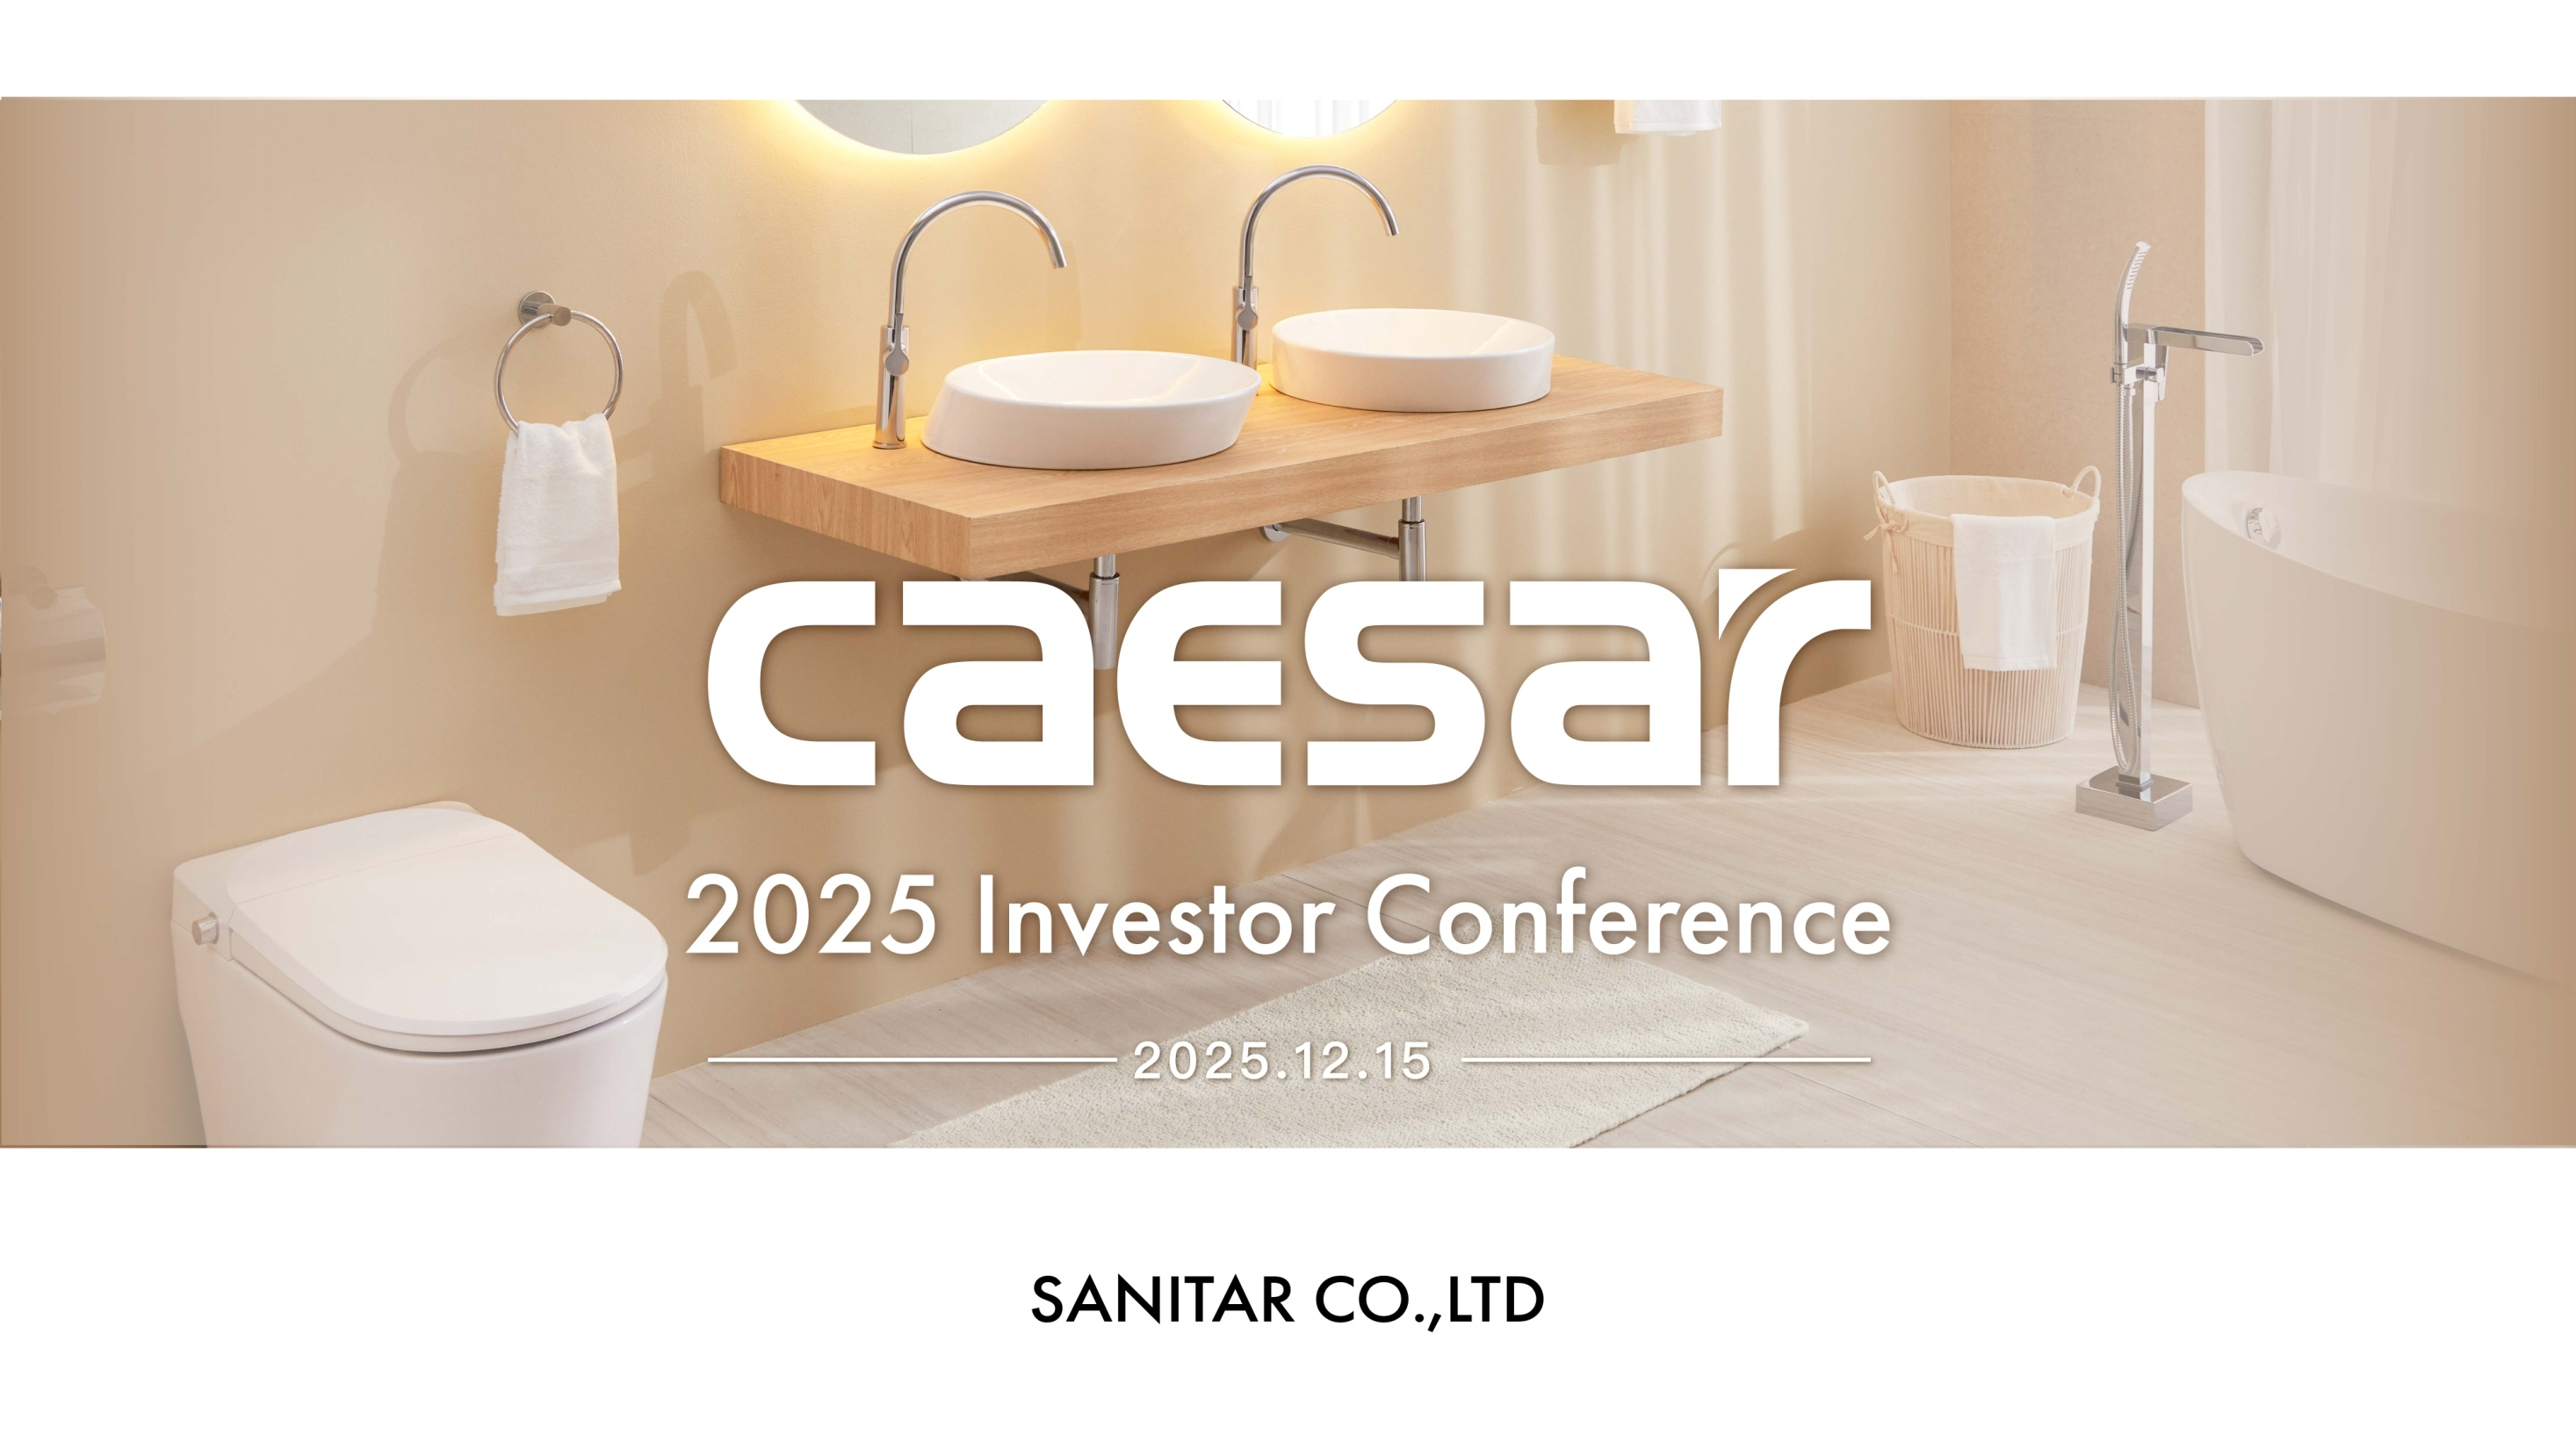 caesar
2025 Investor Conference
2025.12.15
SANITAR CO.,LTD